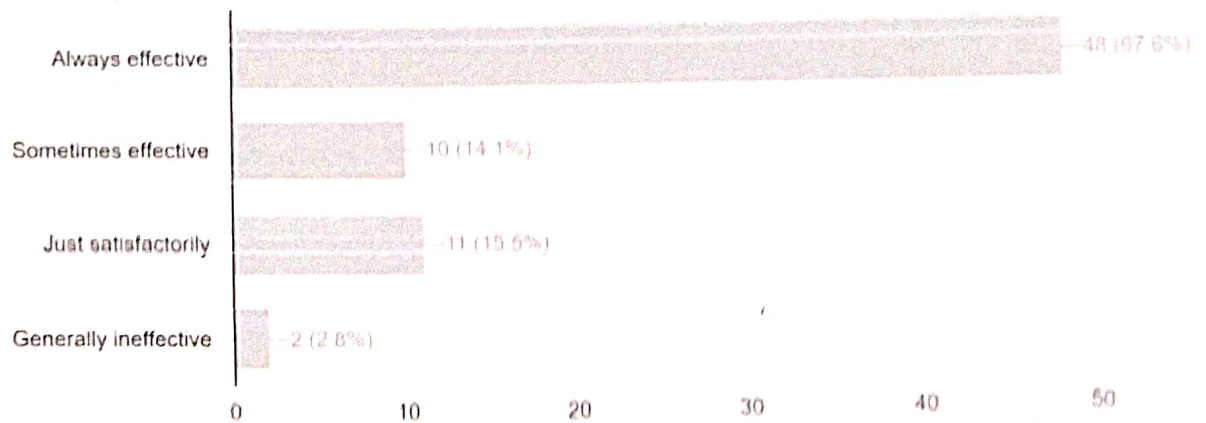 Always effective
48 (67.6%)
Sometimes effective
10 (14.1%)
Just satisfactorily
11 (15.5%)
Generally ineffective
2 (2.8%)
0 10 20 30 40 50